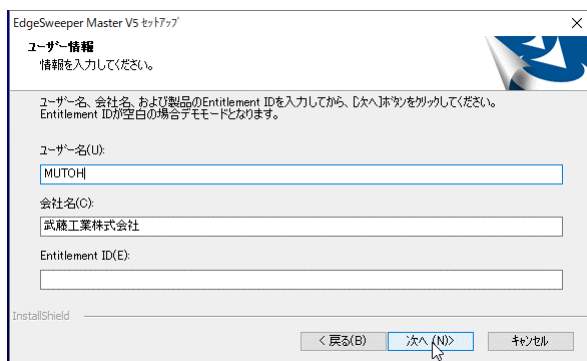 EdgeSweeper Master V5 ｾｯﾄｱｯﾌﾟ
ユーザー情報
情報を入力してください。
ユーザー名、会社名、および製品のEntitlement IDを入力してから、[次へ]ボタンをクリックしてください。
Entitlement IDが空白の場合デモモードとなります。
ユーザー名(U):
MUTOH
会社名(C):
武藤工業株式会社
Entitlement ID(E):
InstallShield
< 戻る(B)
次へ (N)>
キャンセル